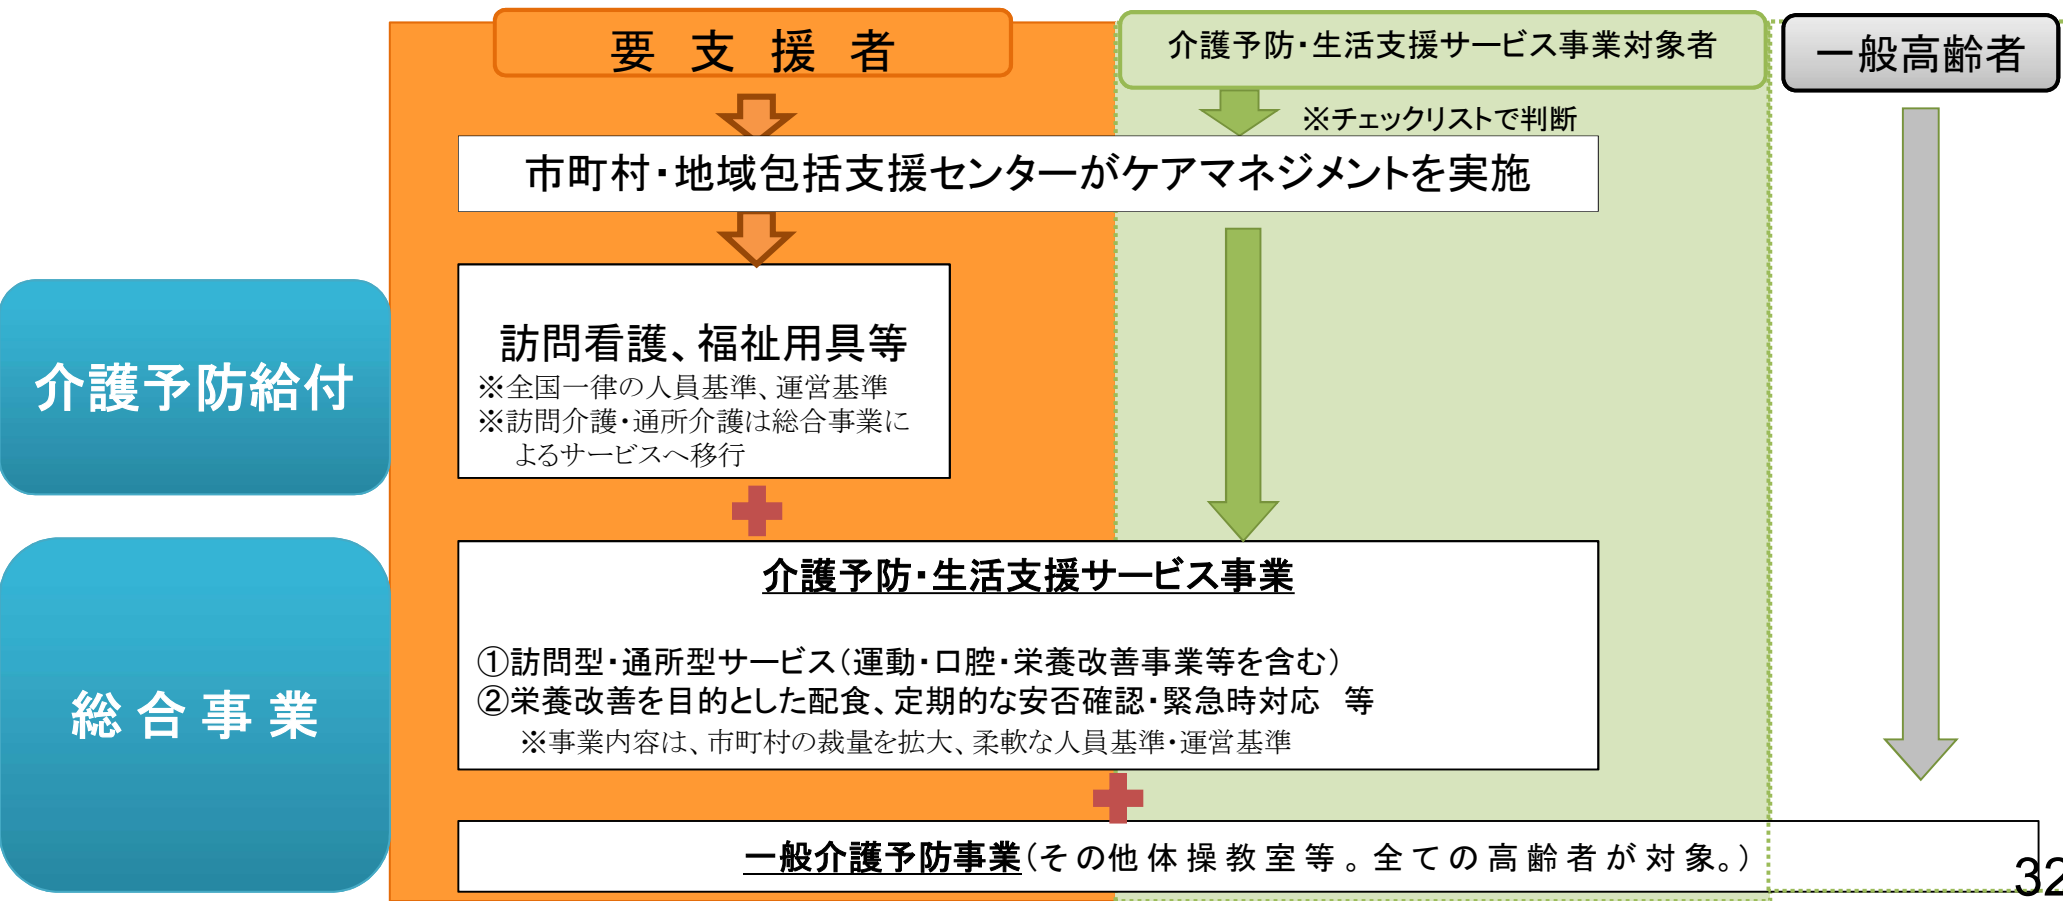 要 支 援 者
介護予防・生活支援サービス事業対象者
一般高齢者
※チェックリストで判断
市町村・地域包括支援センターがケアマネジメントを実施
介護予防給付
訪問看護、福祉用具等
※全国一律の人員基準、運営基準
※訪問介護・通所介護は総合事業に
よるサービスへ移行
総 合 事 業
介護予防・生活支援サービス事業
①訪問型・通所型サービス（運動・口腔・栄養改善事業等を含む）
②栄養改善を目的とした配食、定期的な安否確認・緊急時対応　等
※事業内容は、市町村の裁量を拡大、柔軟な人員基準・運営基準
一般介護予防事業（その他体操教室等。全ての高齢者が対象。）
32